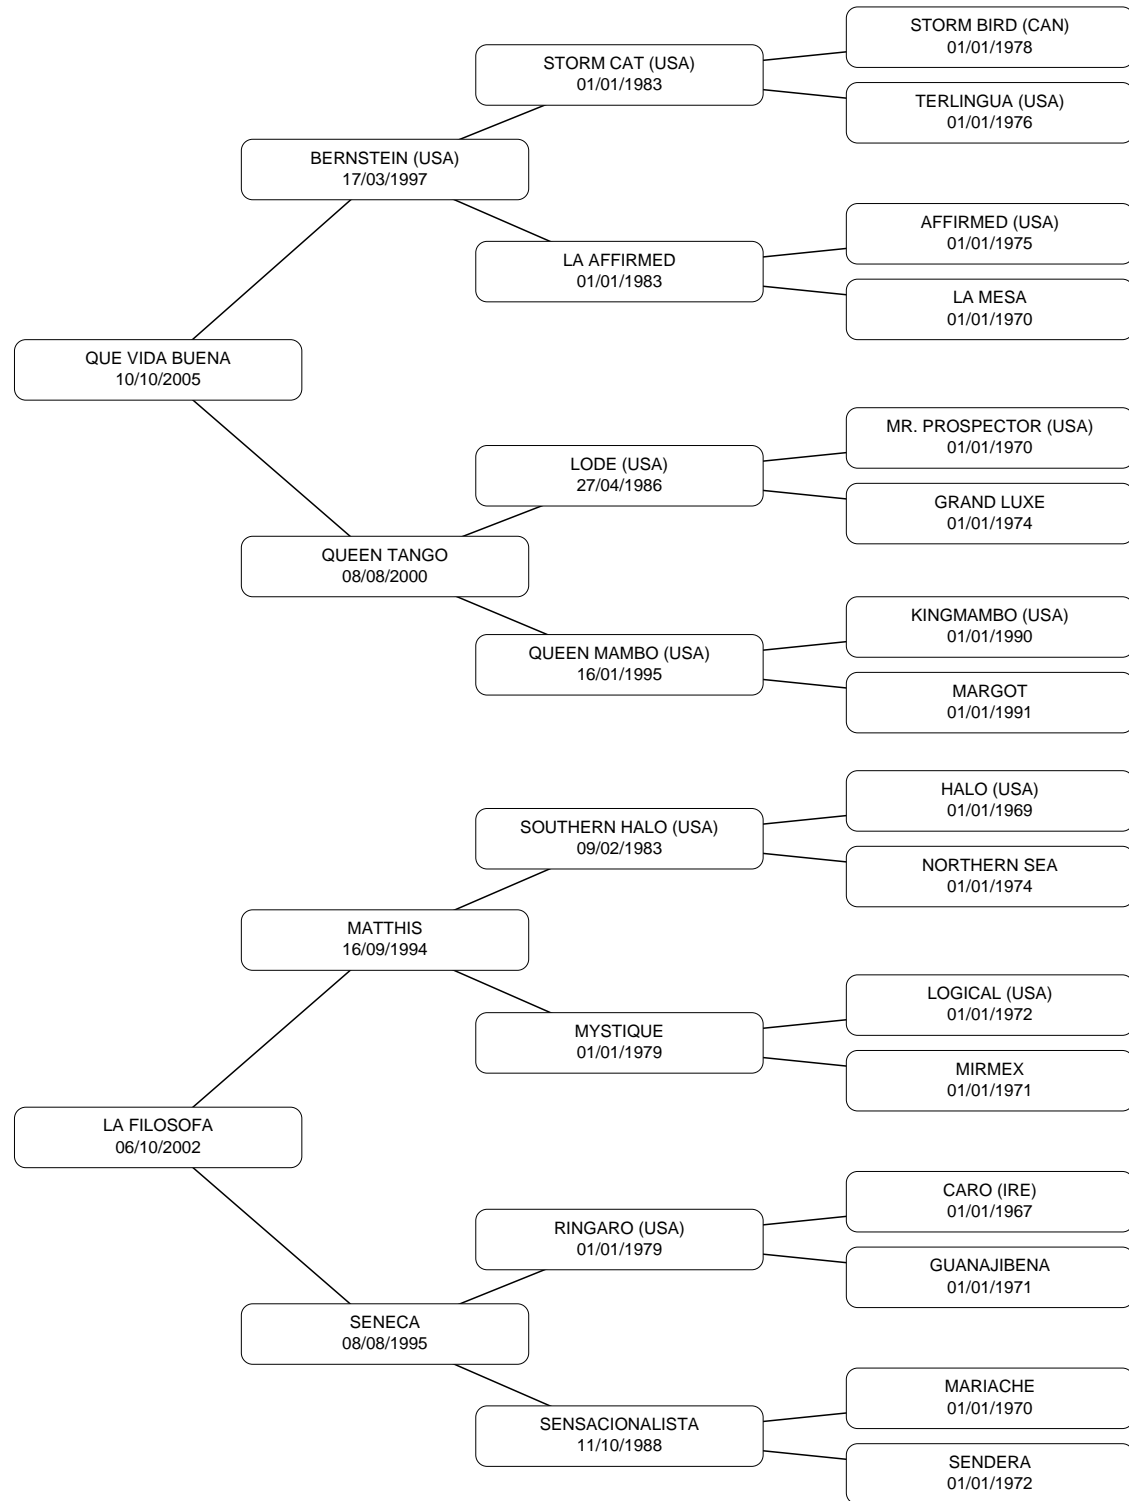 STORM BIRD (CAN)
01/01/1978
STORM CAT (USA)
01/01/1983
TERLINGUA (USA)
01/01/1976
BERNSTEIN (USA)
17/03/1997
AFFIRMED (USA)
01/01/1975
LA AFFIRMED
01/01/1983
LA MESA
01/01/1970
QUE VIDA BUENA
10/10/2005
MR. PROSPECTOR (USA)
01/01/1970
LODE (USA)
27/04/1986
GRAND LUXE
01/01/1974
QUEEN TANGO
08/08/2000
KINGMAMBO (USA)
01/01/1990
QUEEN MAMBO (USA)
16/01/1995
MARGOT
01/01/1991
HALO (USA)
01/01/1969
SOUTHERN HALO (USA)
09/02/1983
NORTHERN SEA
01/01/1974
MATTHIS
16/09/1994
LOGICAL (USA)
01/01/1972
MYSTIQUE
01/01/1979
MIRMEX
01/01/1971
LA FILOSOFA
06/10/2002
CARO (IRE)
01/01/1967
RINGARO (USA)
01/01/1979
GUANAJIBENA
01/01/1971
SENECA
08/08/1995
MARIACHE
01/01/1970
SENSACIONALISTA
11/10/1988
SENDERA
01/01/1972